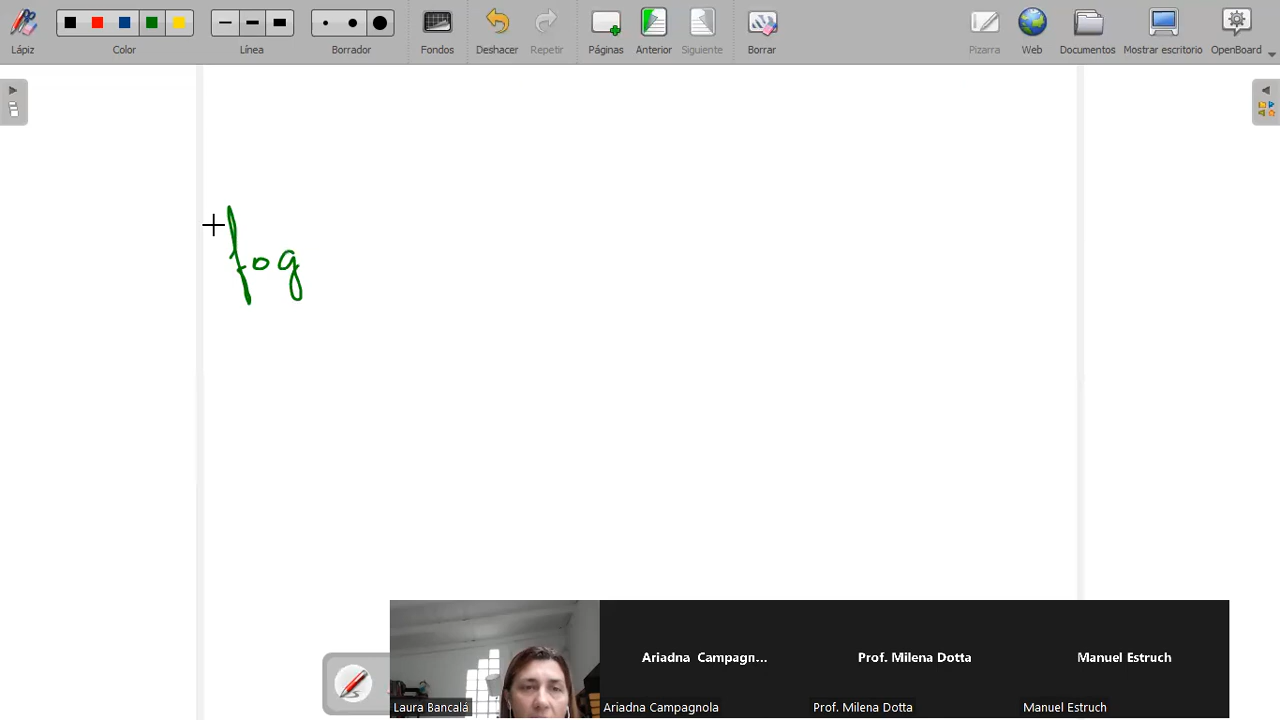 Lápiz Color Línea Borrador Fondos Deshacer Repetir Páginas Anterior Siguiente Borrar Pizarra Web Documentos Mostrar escritorio OpenBoard
fog
Ariadna Campagn... Prof. Milena Dotta Manuel Estruch
Laura Bancalá Ariadna Campagnola Prof. Milena Dotta Manuel Estruch